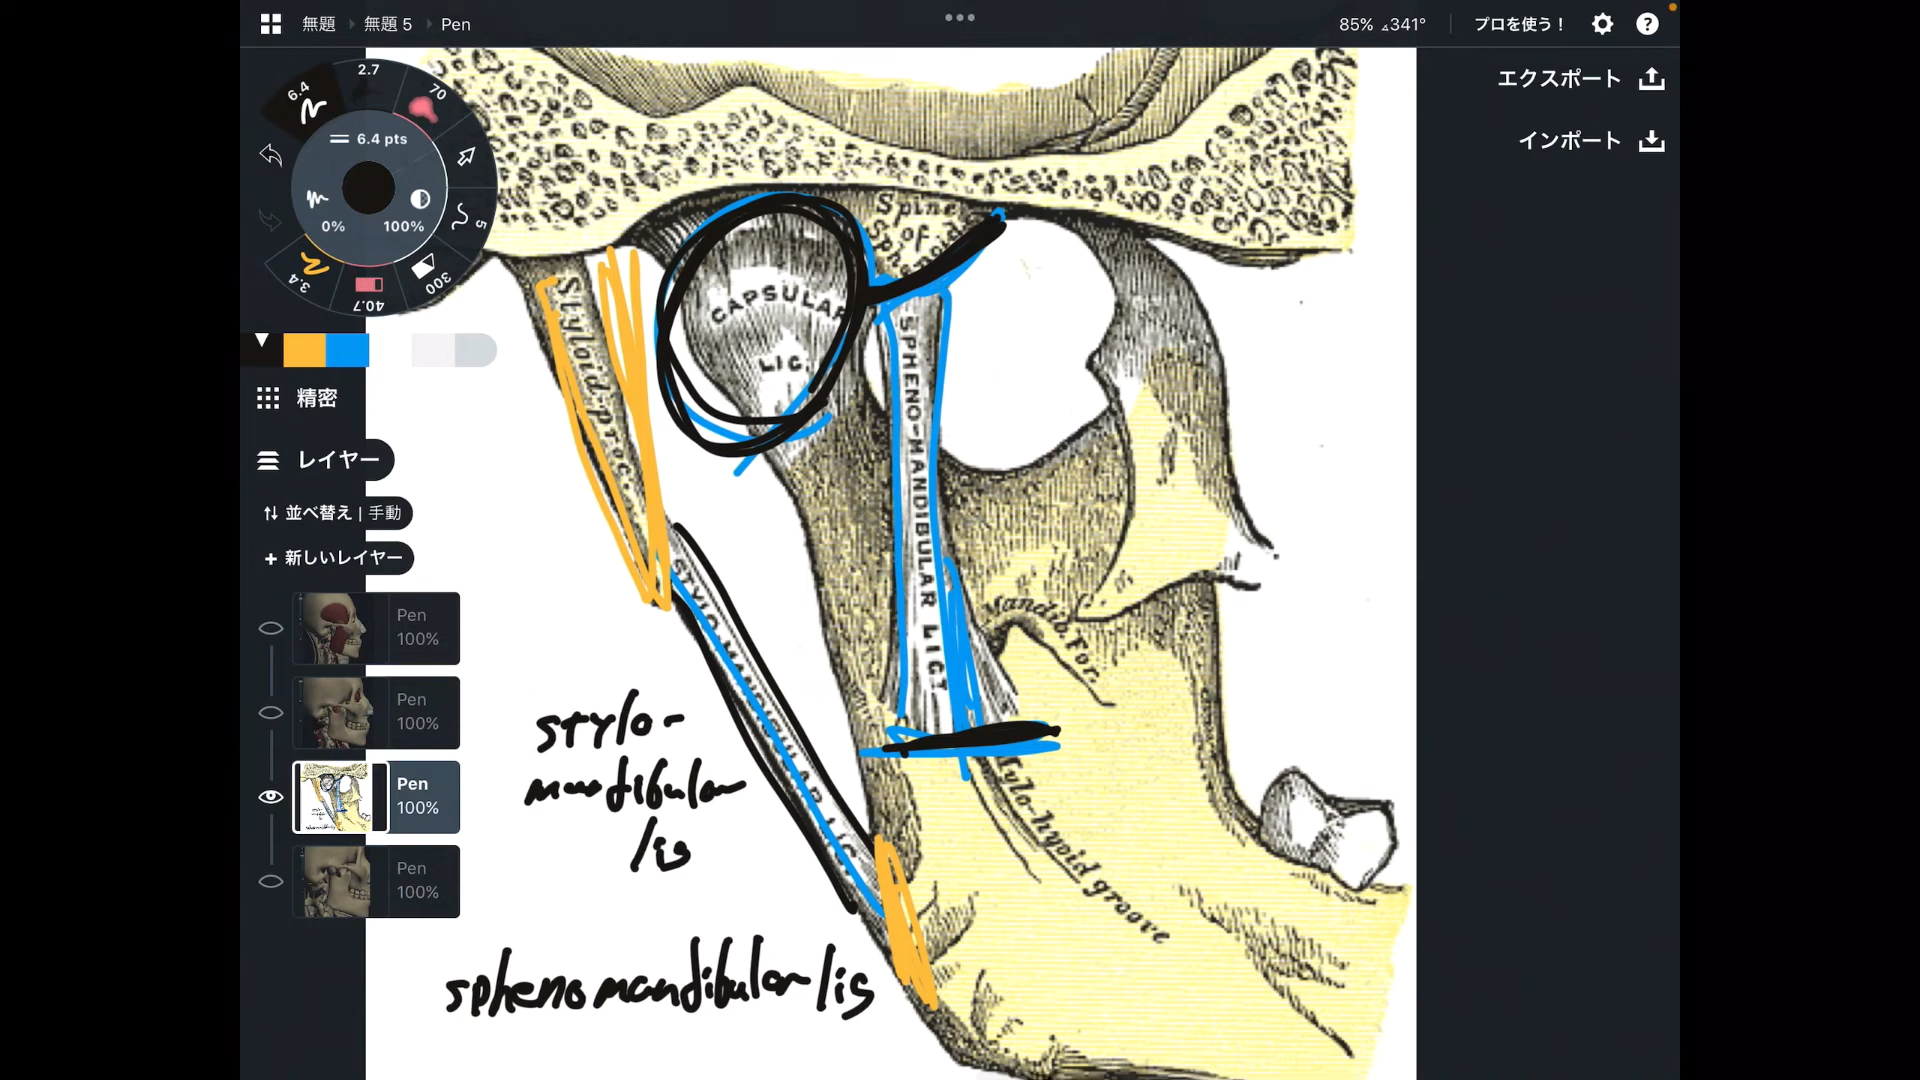 無題 無題 5 Pen
85% ⊿341°
プロを使う!
エクスポート
インポート
2.7
6.4
70
6.4 pts
0%
100%
5
300
40.7
3.4
精密
レイヤー
並べ替え | 手動
+ 新しいレイヤー
Pen
100%
Pen
100%
Pen
100%
Pen
100%
Spine
of
CAPSULAR
LIG.
Styloid proc.
SPHENO-MANDIBULAR LIGT
Mandib. For.
STYLO-MANDIBULAR LIG
Mylo-hyoid groove
stylo-
mandibular
lig
sphenomandibular lig